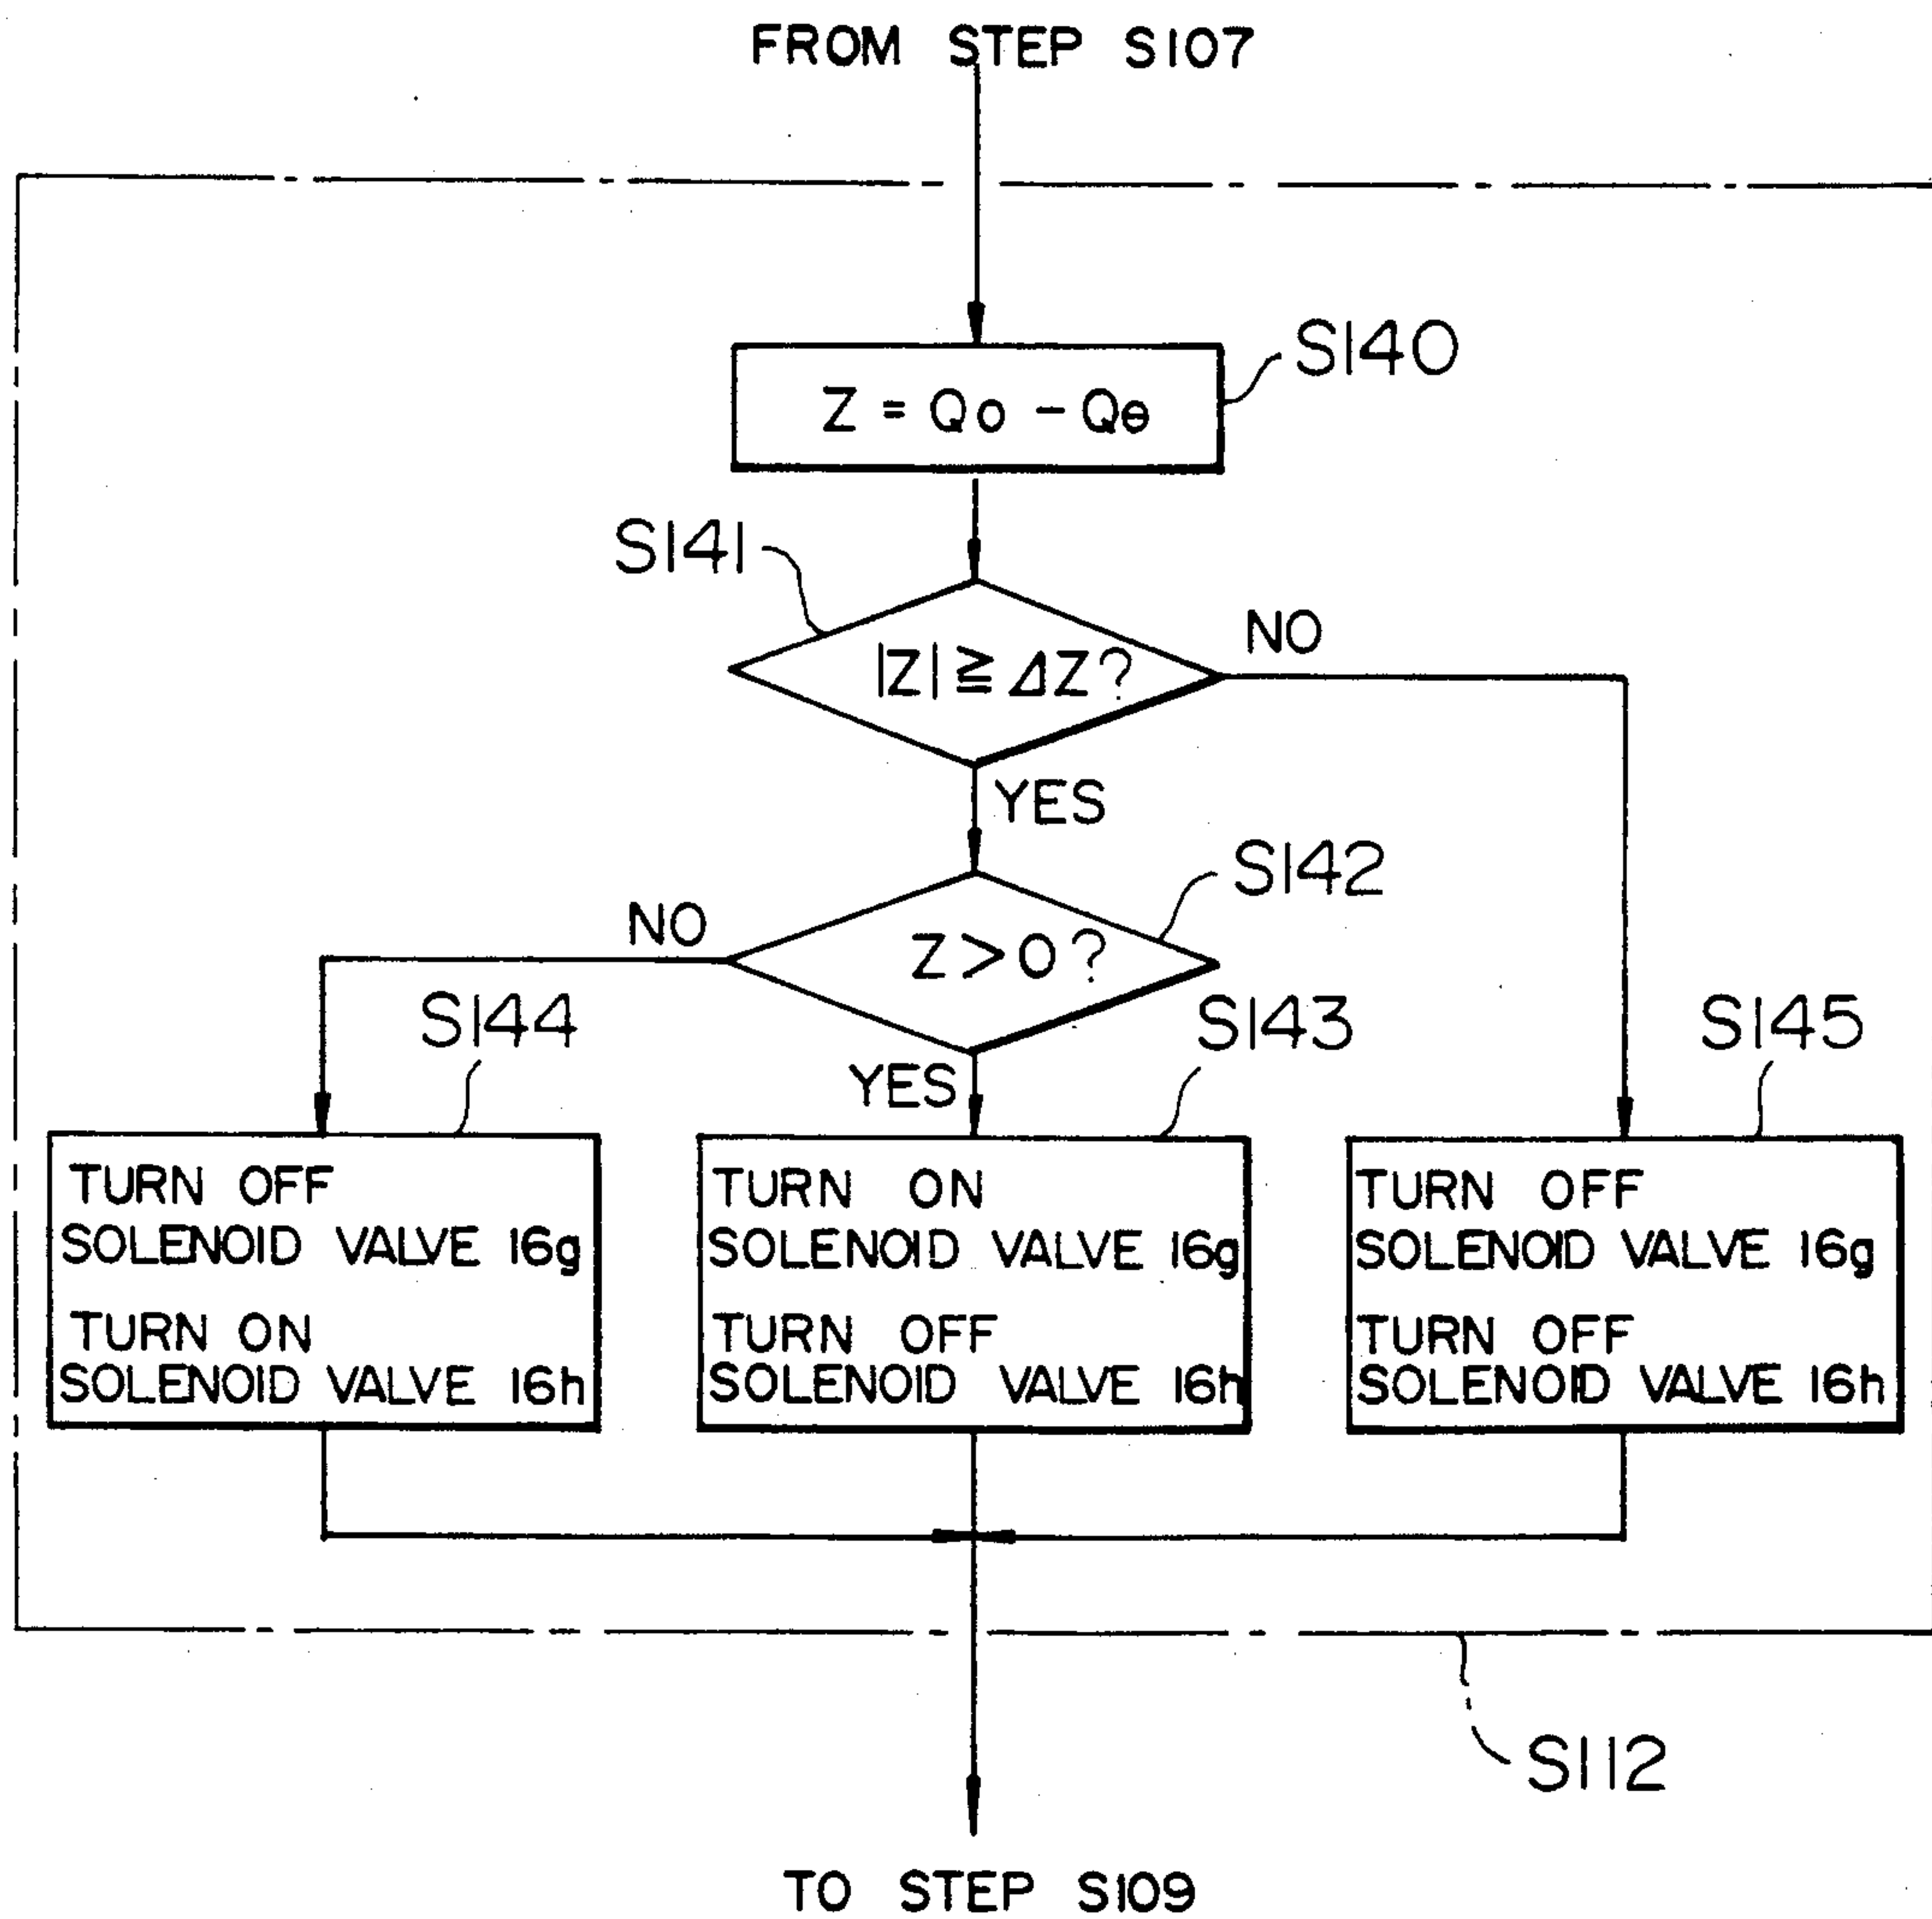 FROM STEP S107
S140
Z = Qo - Qθ
S141
|Z| ≧ ΔZ?
NO
YES
S142
Z > 0?
NO
YES
S144
S143
S145
TURN OFF
SOLENOID VALVE 16g
TURN ON
SOLENOID VALVE 16h
TURN ON
SOLENOID VALVE 16g
TURN OFF
SOLENOID VALVE 16h
TURN OFF
SOLENOID VALVE 16g
TURN OFF
SOLENOID VALVE 16h
S112
TO STEP S109